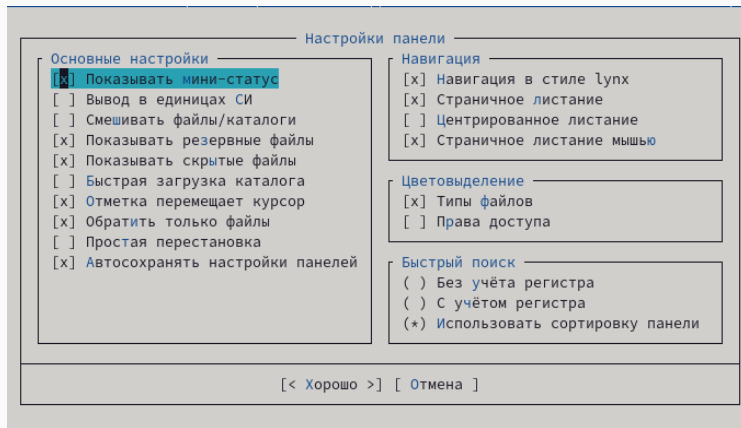 Настройки панели
Основные настройки
[x] Показывать мини-статус
[ ] Вывод в единицах СИ
[ ] Смешивать файлы/каталоги
[x] Показывать резервные файлы
[x] Показывать скрытые файлы
[ ] Быстрая загрузка каталога
[x] Отметка перемещает курсор
[x] Обратить только файлы
[ ] Простая перестановка
[x] Автосохранять настройки панелей
Навигация
[x] Навигация в стиле lynx
[x] Страничное листание
[ ] Центрированное листание
[x] Страничное листание мышью
Цветовыделение
[x] Типы файлов
[ ] Права доступа
Быстрый поиск
( ) Без учёта регистра
( ) С учётом регистра
(*) Использовать сортировку панели
[< Хорошо >] [ Отмена ]